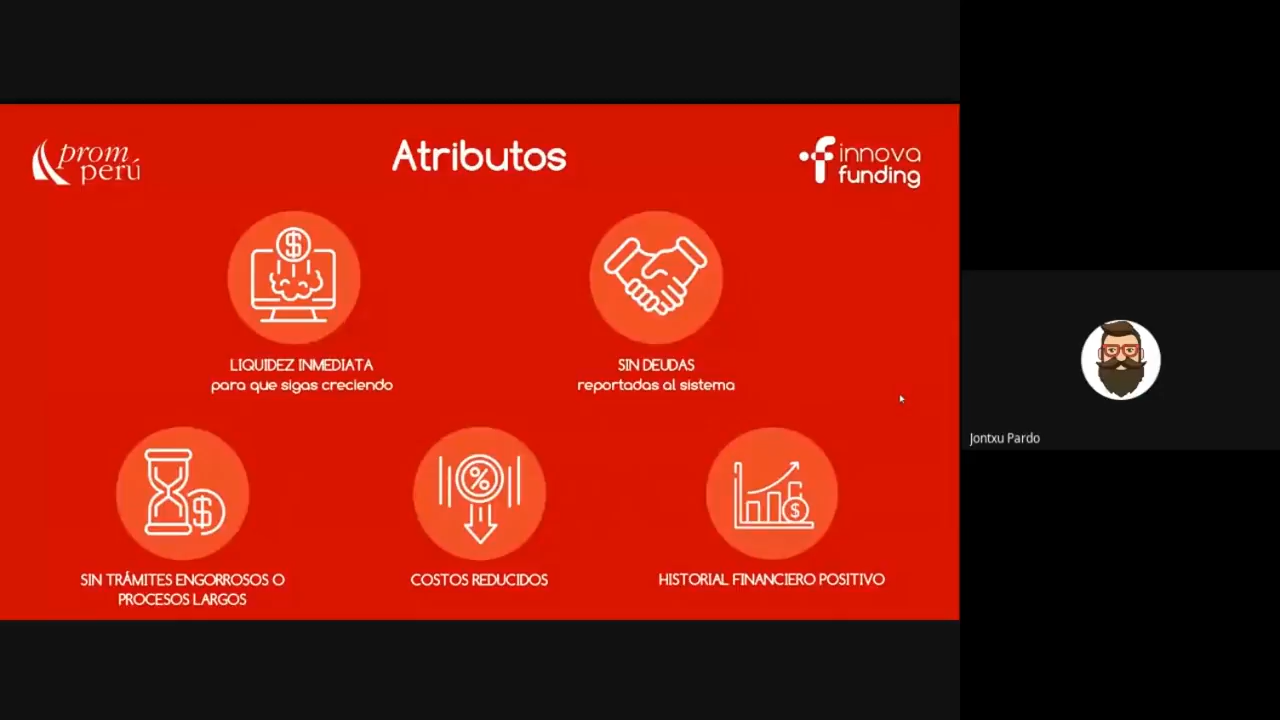 prom
perú
Atributos
innova
funding
LIQUIDEZ INMEDIATA
para que sigas creciendo
SIN DEUDAS
reportadas al sistema
SIN TRÁMITES ENGORROSOS O
PROCESOS LARGOS
COSTOS REDUCIDOS
HISTORIAL FINANCIERO POSITIVO
Jontxu Pardo